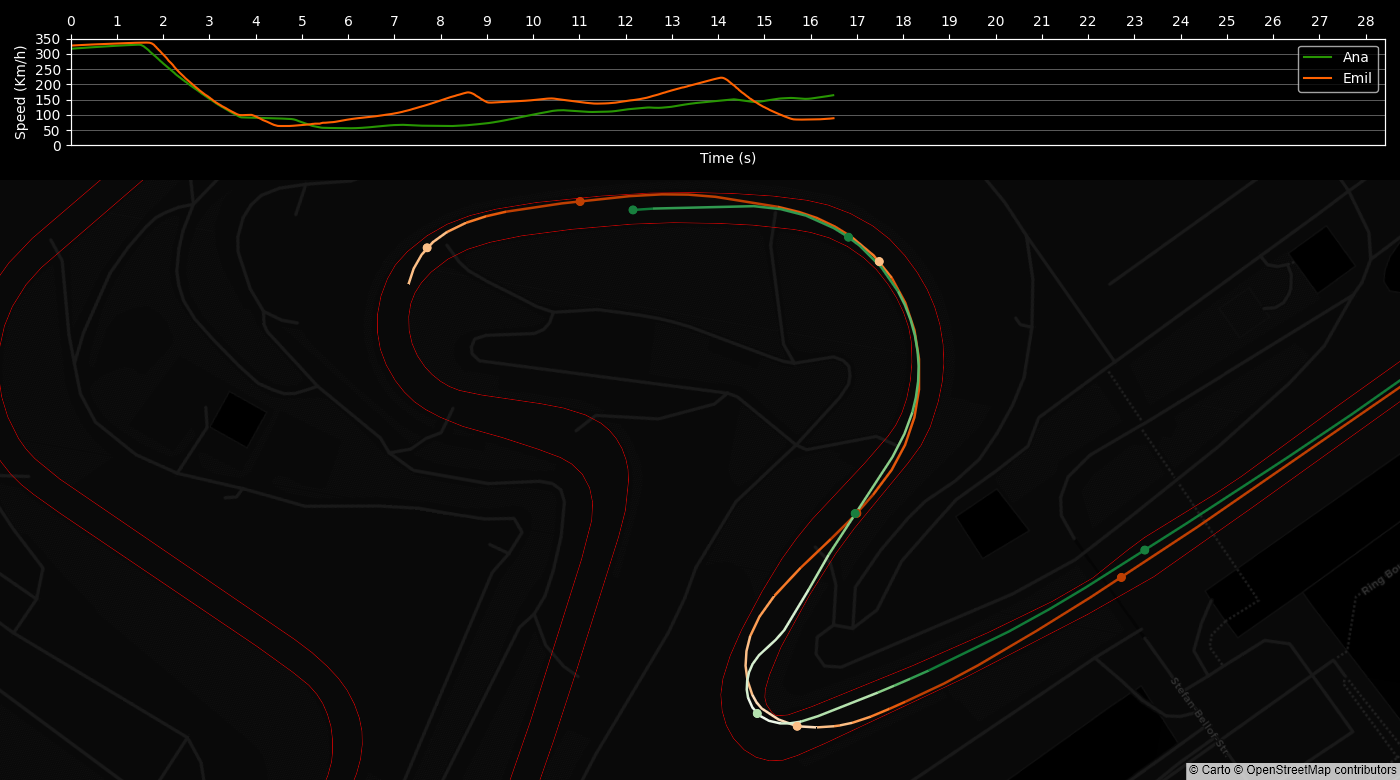 0 1 2 3 4 5 6 7 8 9 10 11 12 13 14 15 16 17 18 19 20 21 22 23 24 25 26 27 28
350
300
250
200
150
100
50
0
Speed (Km/h)
Ana
Emil
Time (s)
Ring Bo
Stefan-Bellof-Str
© Carto © OpenStreetMap contributors